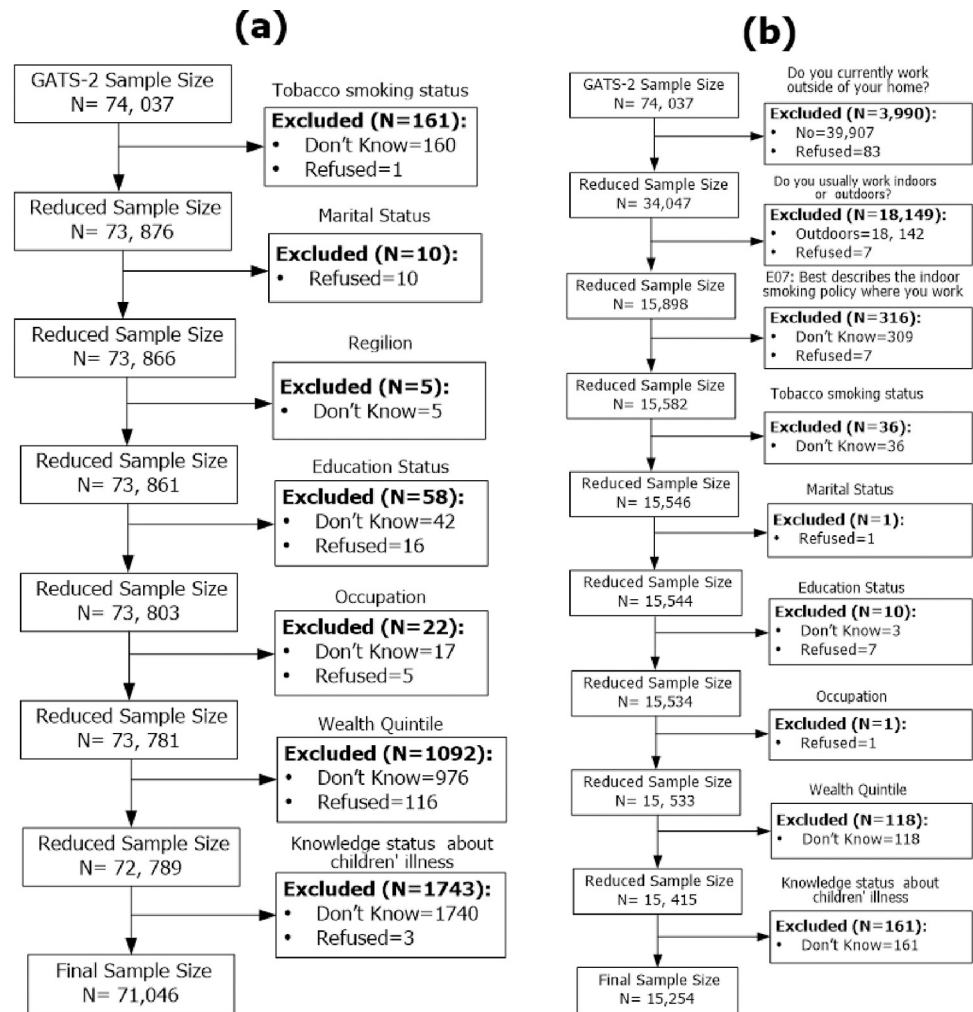 (a)
GATS-2 Sample Size
N= 74, 037
Tobacco smoking status
Excluded (N=161):
• Don't Know=160
• Refused=1
Reduced Sample Size
N= 73, 876
Marital Status
Excluded (N=10):
• Refused=10
Reduced Sample Size
N= 73, 866
Regilion
Excluded (N=5):
• Don't Know=5
Reduced Sample Size
N= 73, 861
Education Status
Excluded (N=58):
• Don't Know=42
• Refused=16
Reduced Sample Size
N= 73, 803
Occupation
Excluded (N=22):
• Don't Know=17
• Refused=5
Reduced Sample Size
N= 73, 781
Wealth Quintile
Excluded (N=1092):
• Don't Know=976
• Refused=116
Reduced Sample Size
N= 72, 789
Knowledge status about
children' illness
Excluded (N=1743):
• Don't Know=1740
• Refused=3
Final Sample Size
N= 71,046
(b)
GATS-2 Sample Size
N= 74, 037
Do you currently work
outside of your home?
Excluded (N=3,990):
• No=39,907
• Refused=83
Reduced Sample Size
N= 34,047
Do you usually work indoors
or outdoors?
Excluded (N=18,149):
• Outdoors=18, 142
• Refused=7
Reduced Sample Size
N= 15,898
E07: Best describes the indoor
smoking policy where you work
Excluded (N=316):
• Don't Know=309
• Refused=7
Reduced Sample Size
N= 15,582
Tobacco smoking status
Excluded (N=36):
• Don't Know=36
Reduced Sample Size
N= 15,546
Marital Status
Excluded (N=1):
• Refused=1
Reduced Sample Size
N= 15,544
Education Status
Excluded (N=10):
• Don't Know=3
• Refused=7
Reduced Sample Size
N= 15,534
Occupation
Excluded (N=1):
• Refused=1
Reduced Sample Size
N= 15, 533
Wealth Quintile
Excluded (N=118):
• Don't Know=118
Reduced Sample Size
N= 15, 415
Knowledge status about
children' illness
Excluded (N=161):
• Don't Know=161
Final Sample Size
N= 15,254